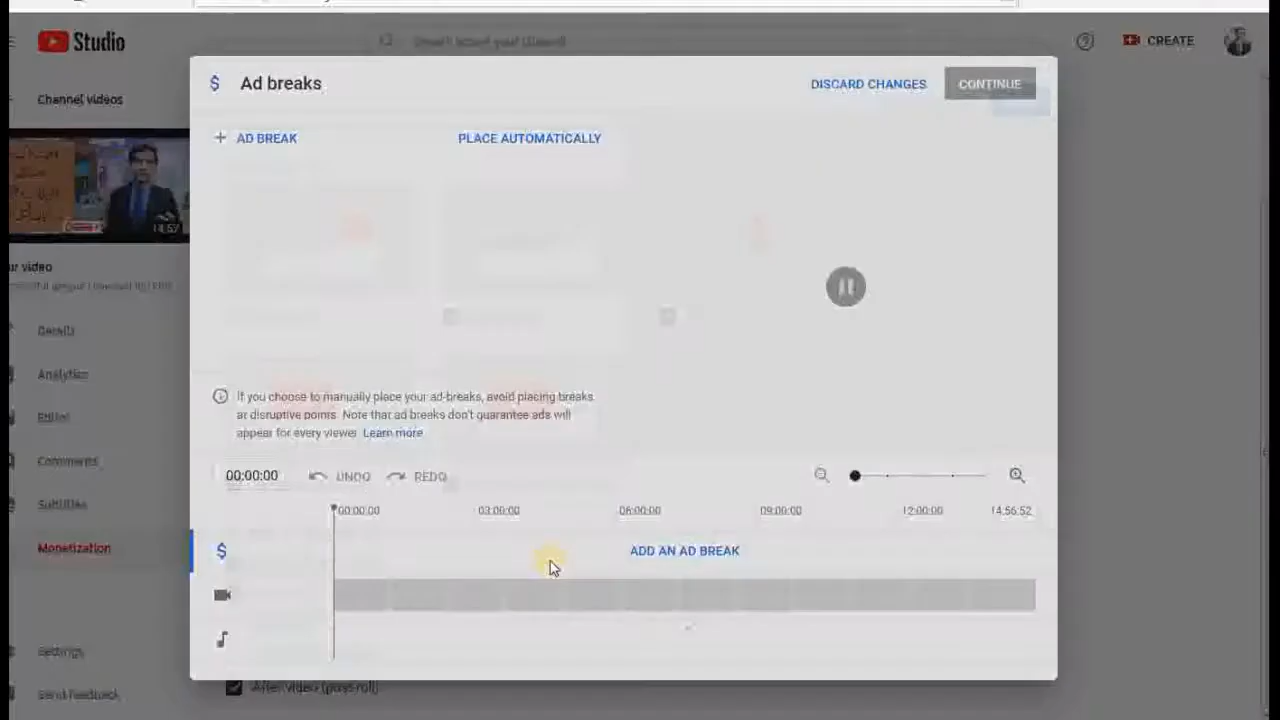 Studio
CREATE
Ad breaks
DISCARD CHANGES
CONTINUE
Channel videos
+ AD BREAK
PLACE AUTOMATICALLY
14:57
ur video
Details
Analytics
Editor
If you choose to manually place your ad-breaks, avoid placing breaks
at disruptive points. Note that ad breaks don't guarantee ads will
appear for every viewer. Learn more
Comments
00:00:00
UNDO
REDO
Subtitles
00:00:00
03:00:00
06:00:00
09:00:00
12:00:00
14:56:52
Monetization
$
ADD AN AD BREAK
Settings
Send feedback
After video (post-roll)